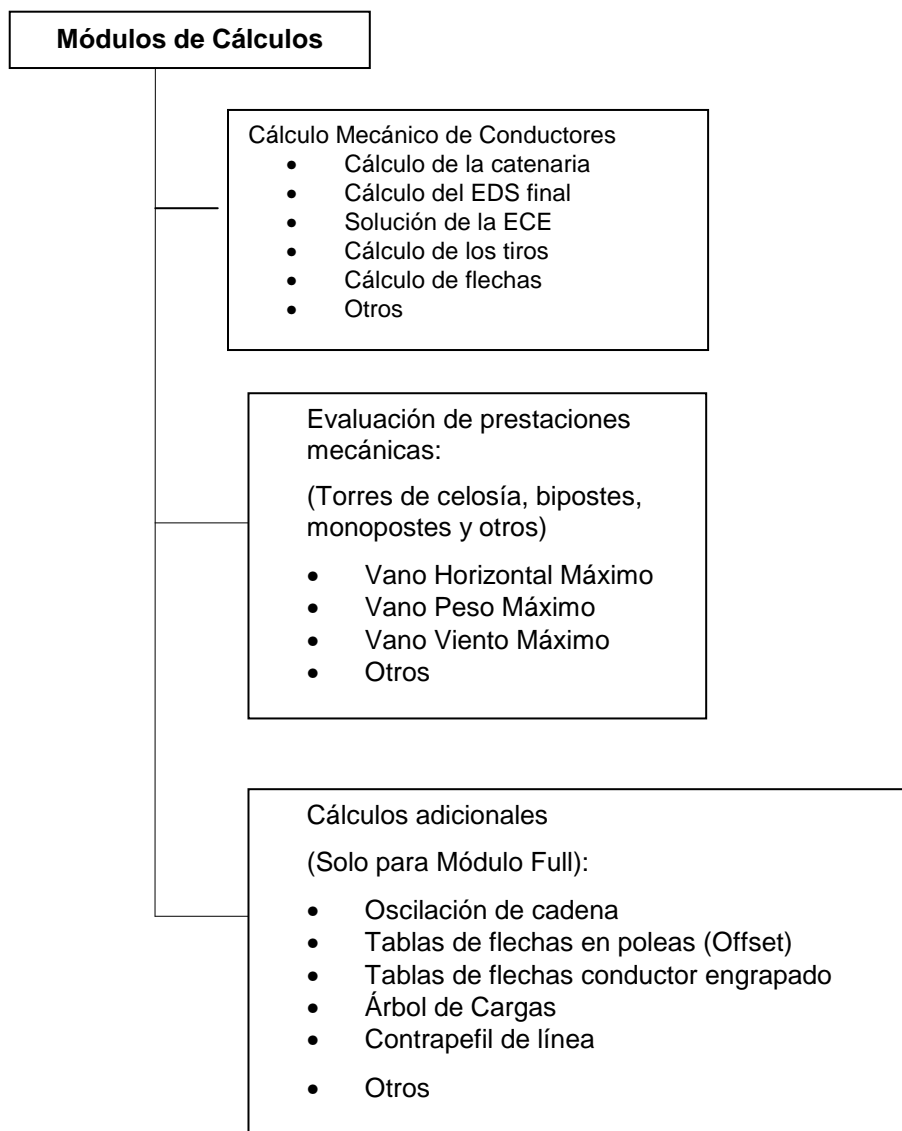 Módulos de Cálculos
Cálculo Mecánico de Conductores
• Cálculo de la catenaria
• Cálculo del EDS final
• Solución de la ECE
• Cálculo de los tiros
• Cálculo de flechas
• Otros
Evaluación de prestaciones
mecánicas:
(Torres de celosía, bipostes,
monopostes y otros)
• Vano Horizontal Máximo
• Vano Peso Máximo
• Vano Viento Máximo
• Otros
Cálculos adicionales
(Solo para Módulo Full):
• Oscilación de cadena
• Tablas de flechas en poleas (Offset)
• Tablas de flechas conductor engrapado
• Árbol de Cargas
• Contrapefil de línea
• Otros